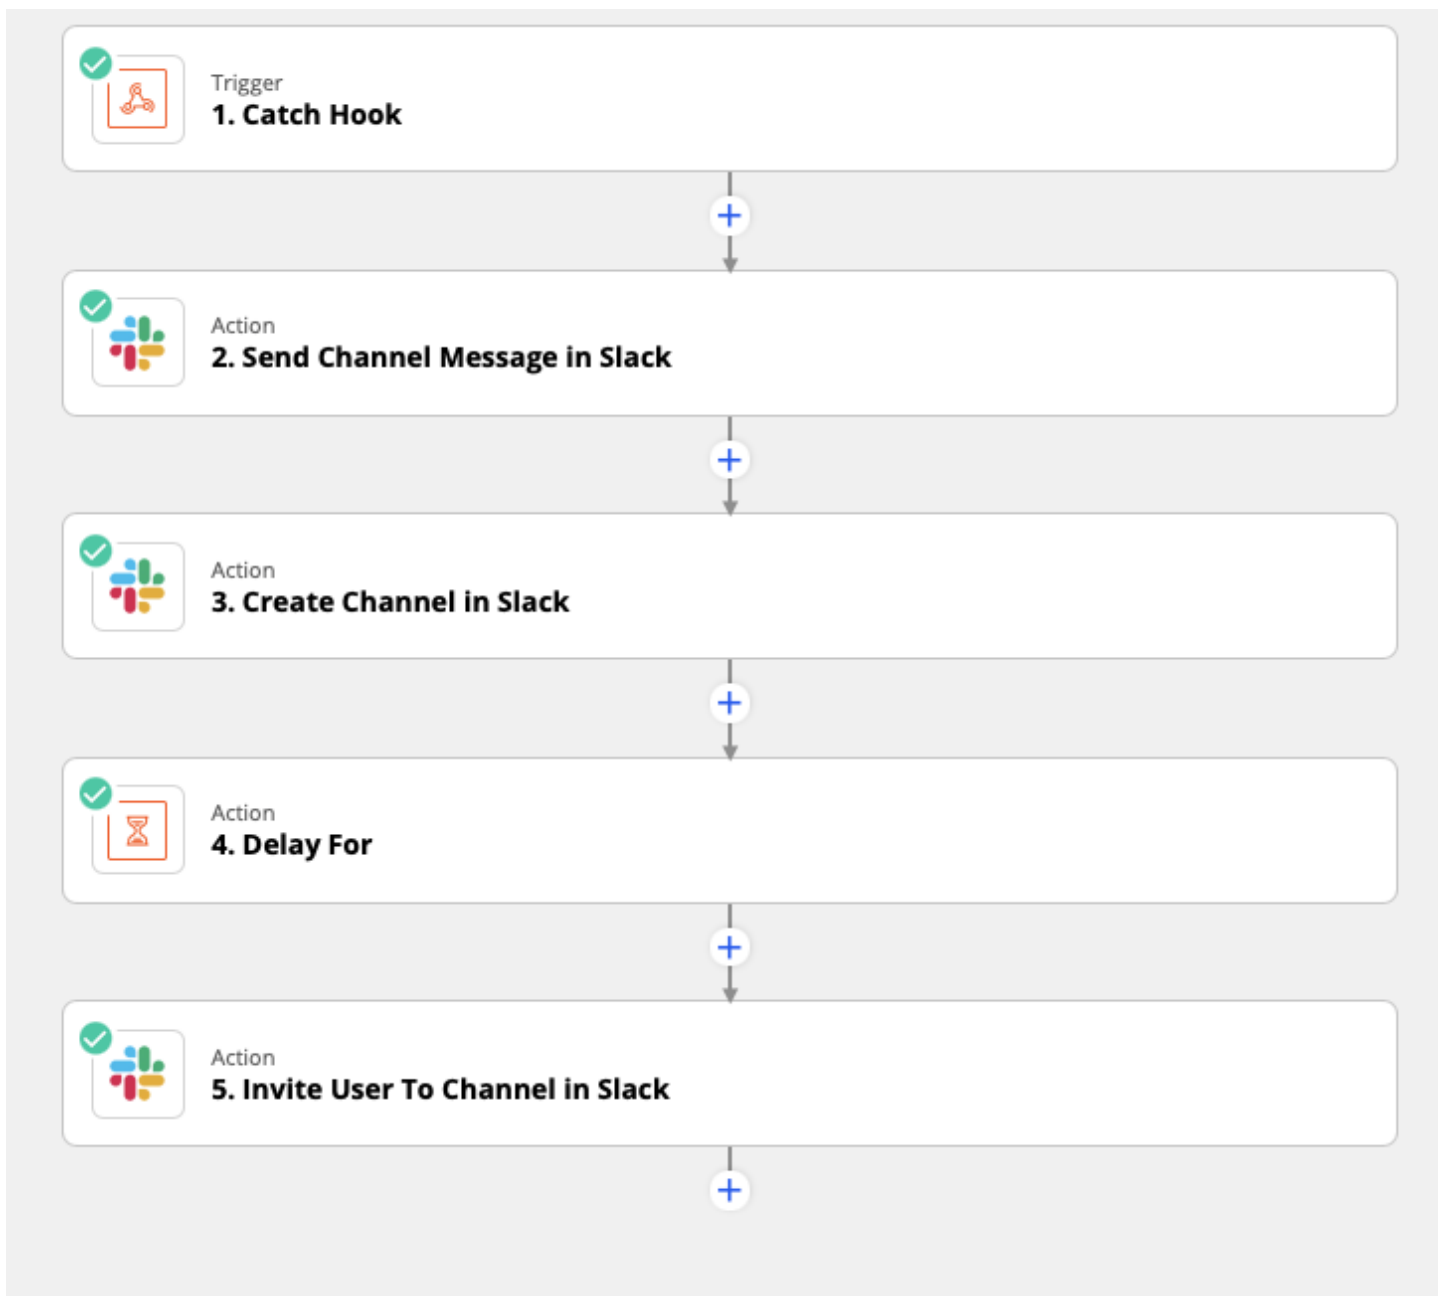 Trigger
1. Catch Hook
Action
2. Send Channel Message in Slack
Action
3. Create Channel in Slack
Action
4. Delay For
Action
5. Invite User To Channel in Slack